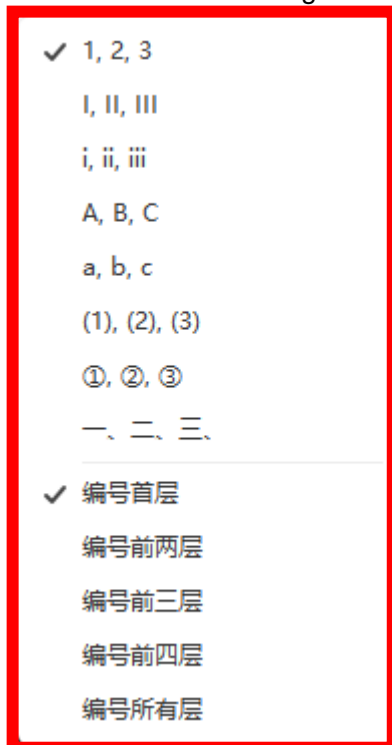 1, 2, 3
I, II, III
i, ii, iii
A, B, C
a, b, c
(1), (2), (3)
①, ②, ③
一、二、三、
编号首层
编号前两层
编号前三层
编号前四层
编号所有层